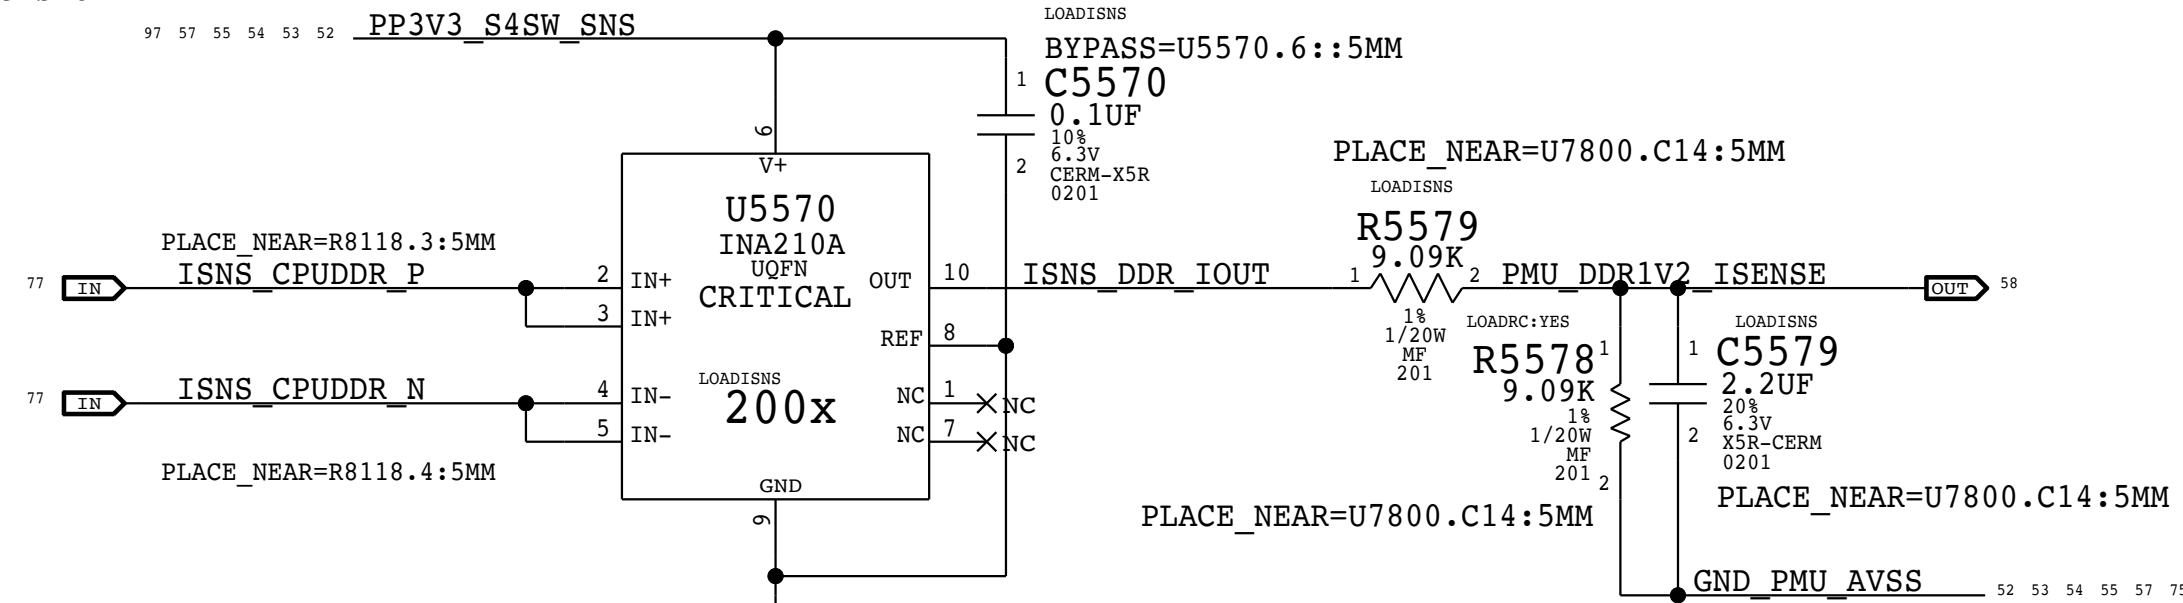 LOADISNS
97 57 55 54 53 52 PP3V3_S4SW_SNS
BYPASS=U5570.6::5MM
1 C5570
0.1UF
10%
6.3V
2 CERM-X5R
0201
6
V+
PLACE_NEAR=U7800.C14:5MM
LOADISNS
U5570
INA210A
UQFN
CRITICAL
R5579
9.09K
PLACE_NEAR=R8118.3:5MM
77 IN ISNS_CPUDDR_P 2 IN+
3 IN+
OUT 10 ISNS_DDR_IOUT 1 2 PMU_DDR1V2_ISENSE OUT 58
1%
1/20W
MF
201
REF 8
LOADRC:YES
R5578 1
9.09K
1%
1/20W
MF
201 2
LOADISNS
1 C5579
2.2UF
20%
6.3V
2 X5R-CERM
0201
77 IN ISNS_CPUDDR_N 4 IN-
5 IN-
LOADISNS
200x
NC 1 NC
NC 7 NC
PLACE_NEAR=R8118.4:5MM
GND
9
PLACE_NEAR=U7800.C14:5MM
PLACE_NEAR=U7800.C14:5MM
GND_PMU_AVSS 52 53 54 55 57